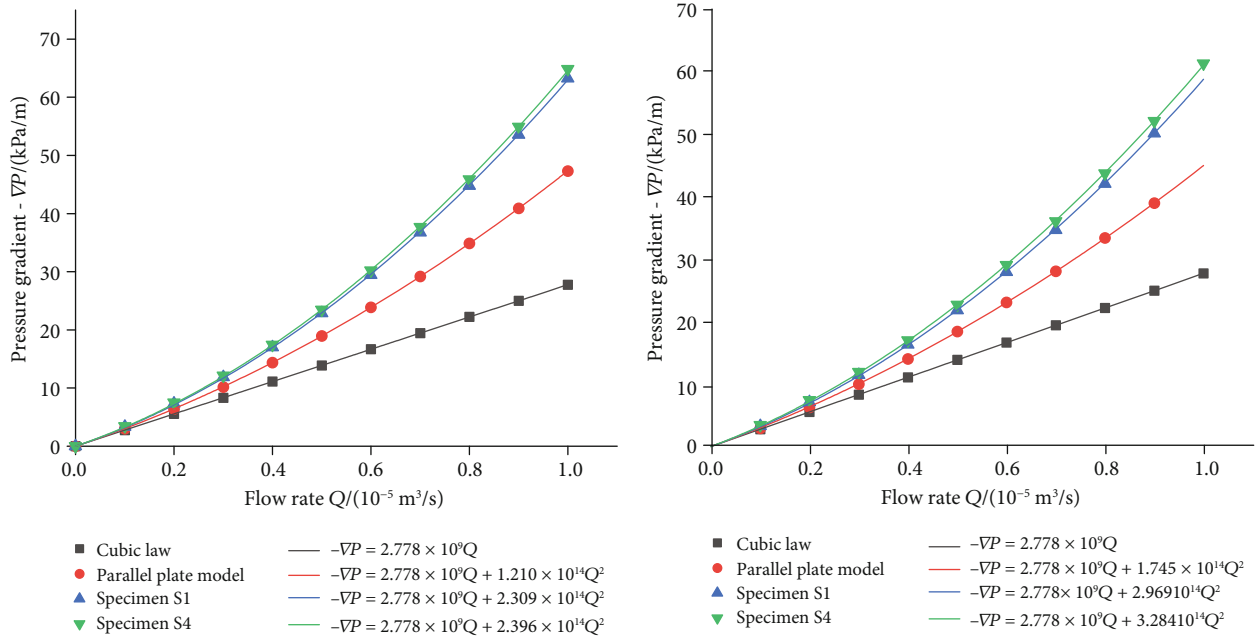 70
60
50
40
30
20
10
0
Pressure gradient - ∇P/(kPa/m)
0.0 0.2 0.4 0.6 0.8 1.0
Flow rate Q/(10⁻⁵ m³/s)
Cubic law –∇P = 2.778 × 10⁹Q
Parallel plate model –∇P = 2.778 × 10⁹Q + 1.210 × 10¹⁴Q²
Specimen S1 –∇P = 2.778 × 10⁹Q + 2.309 × 10¹⁴Q²
Specimen S4 –∇P = 2.778 × 10⁹Q + 2.396 × 10¹⁴Q²
70
60
50
40
30
20
10
0
Pressure gradient - ∇P/(kPa/m)
0.0 0.2 0.4 0.6 0.8 1.0
Flow rate Q/(10⁻⁵ m³/s)
Cubic law –∇P = 2.778 × 10⁹Q
Parallel plate model –∇P = 2.778 × 10⁹Q + 1.745 × 10¹⁴Q²
Specimen S1 –∇P = 2.778× 10⁹Q + 2.96910¹⁴Q²
Specimen S4 –∇P = 2.778 × 10⁹Q + 3.28410¹⁴Q²